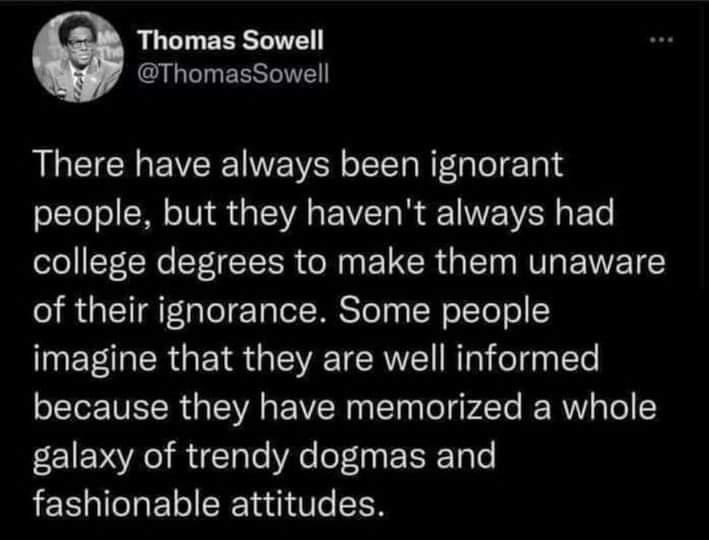 Thomas Sowell
@ThomasSowell
There have always been ignorant
people, but they haven't always had
college degrees to make them unaware
of their ignorance. Some people
imagine that they are well informed
because they have memorized a whole
galaxy of trendy dogmas and
fashionable attitudes.